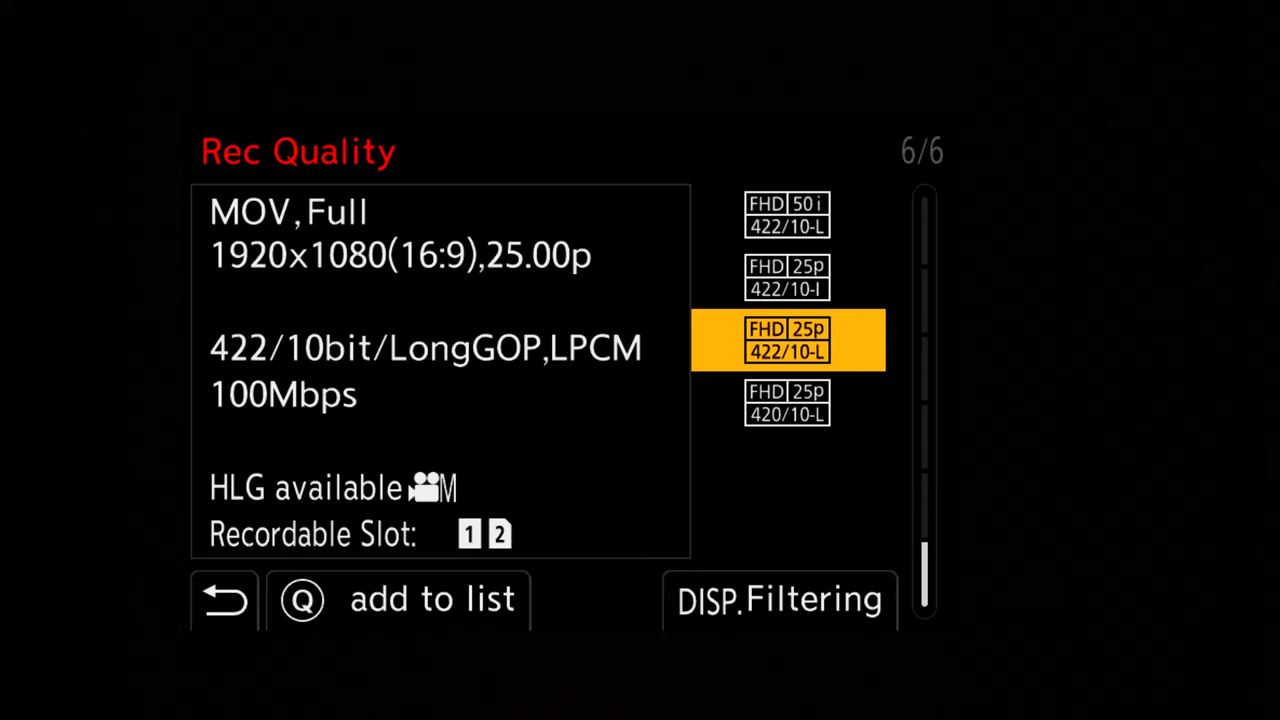 Rec Quality
6/6
MOV,Full
1920x1080(16:9),25.00p
422/10bit/LongGOP,LPCM
100Mbps
HLG available M
Recordable Slot: 1 2
FHD 50i
422/10-L
FHD 25p
422/10-I
FHD 25p
422/10-L
FHD 25p
420/10-L
Q add to list
DISP.Filtering